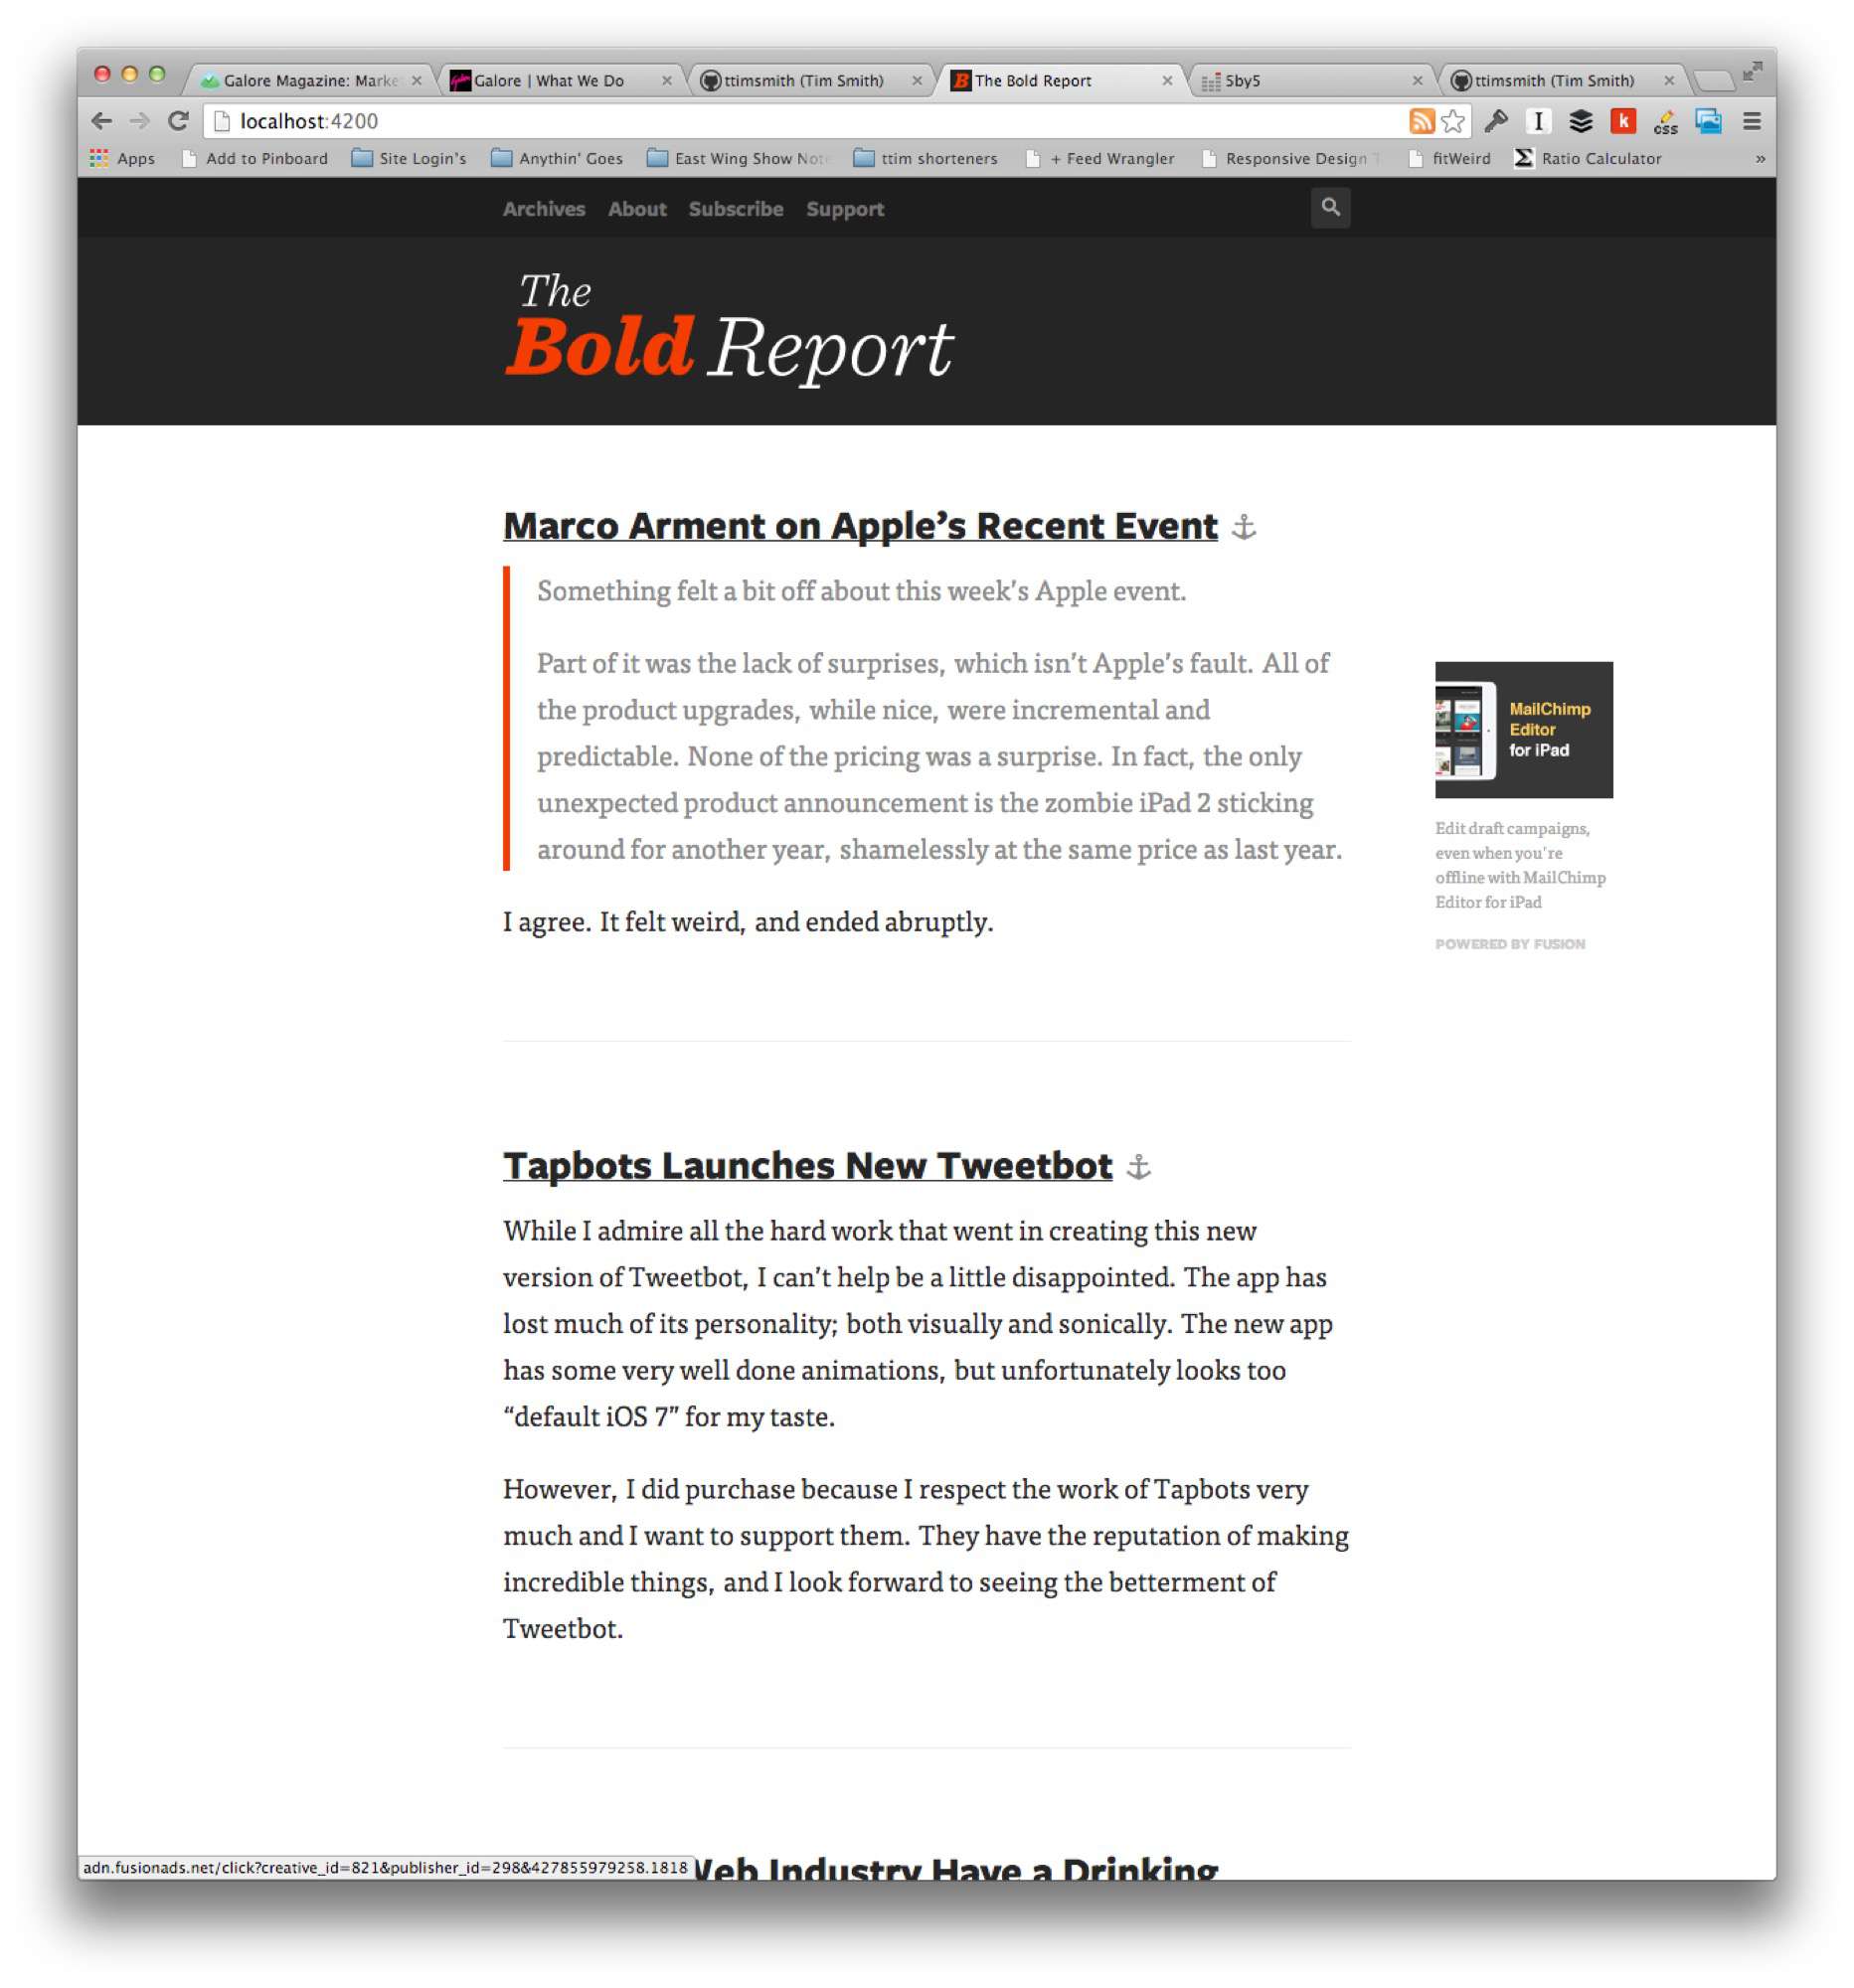 Galore Magazine: Marke
Galore | What We Do
ttimsmith (Tim Smith)
The Bold Report
5by5
ttimsmith (Tim Smith)
localhost:4200
Apps
Add to Pinboard
Site Login's
Anythin' Goes
East Wing Show Not
ttim shorteners
+ Feed Wrangler
Responsive Design T
fitWeird
Ratio Calculator
»
Archives About Subscribe Support
The
Bold Report
Marco Arment on Apple’s Recent Event
Something felt a bit off about this week’s Apple event.
Part of it was the lack of surprises, which isn’t Apple’s fault. All of
the product upgrades, while nice, were incremental and
predictable. None of the pricing was a surprise. In fact, the only
unexpected product announcement is the zombie iPad 2 sticking
around for another year, shamelessly at the same price as last year.
I agree. It felt weird, and ended abruptly.
MailChimp
Editor
for iPad
Edit draft campaigns,
even when you're
offline with MailChimp
Editor for iPad
POWERED BY FUSION
Tapbots Launches New Tweetbot
While I admire all the hard work that went in creating this new
version of Tweetbot, I can’t help be a little disappointed. The app has
lost much of its personality; both visually and sonically. The new app
has some very well done animations, but unfortunately looks too
“default iOS 7” for my taste.
However, I did purchase because I respect the work of Tapbots very
much and I want to support them. They have the reputation of making
incredible things, and I look forward to seeing the betterment of
Tweetbot.
Web Industry Have a Drinking
adn.fusionads.net/click?creative_id=821&publisher_id=298&427855979258.1818